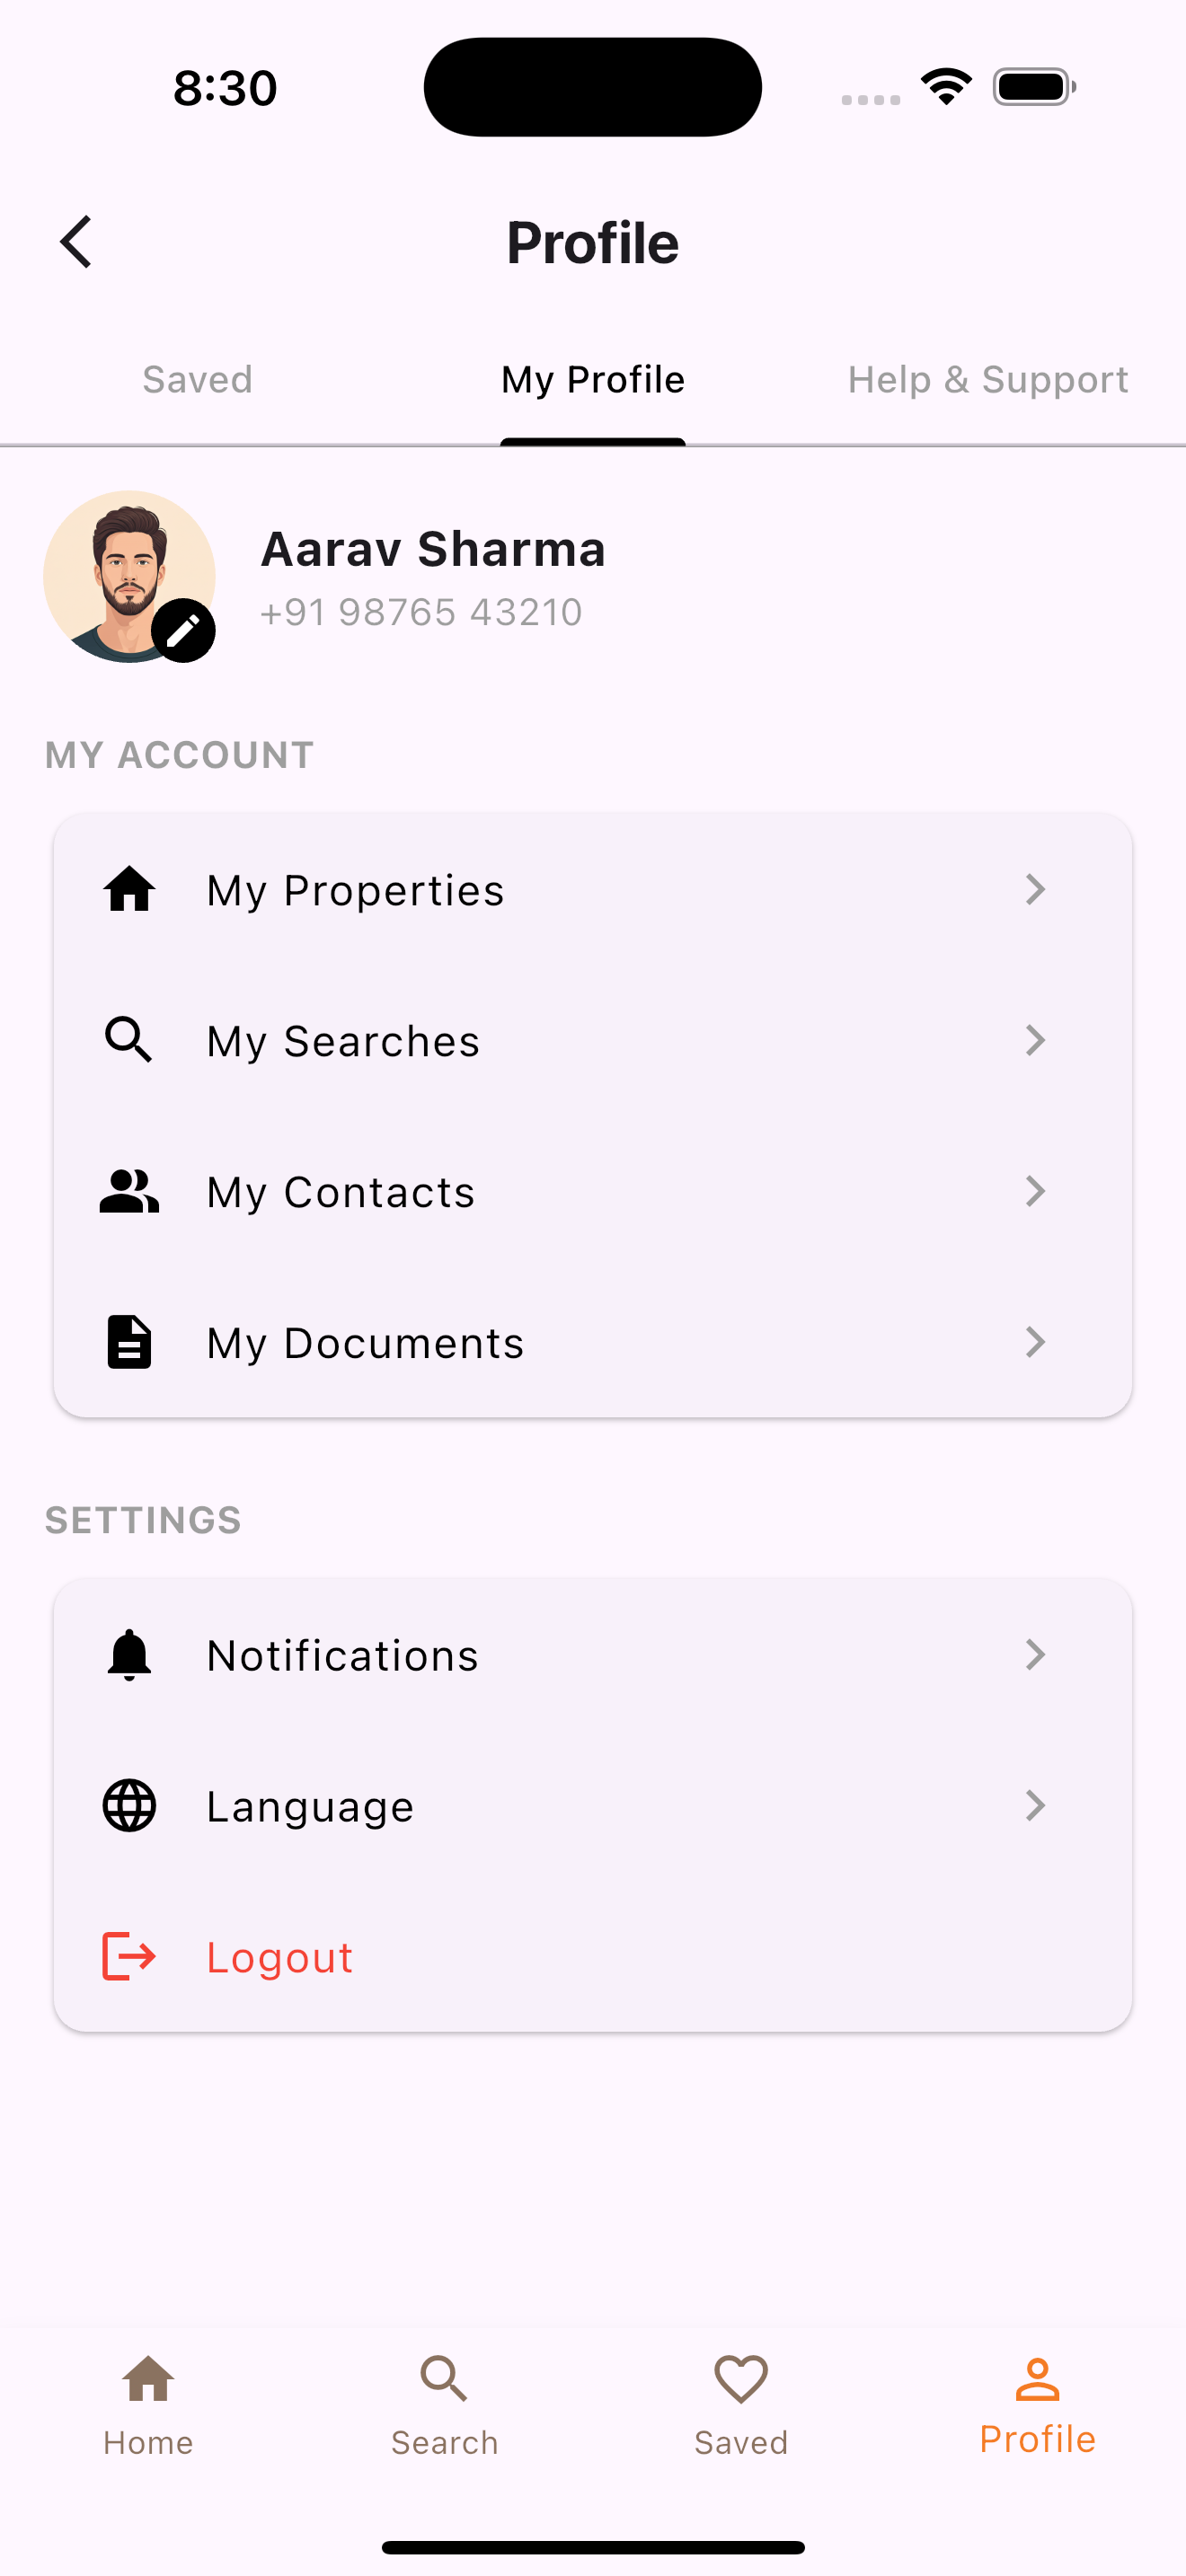 8:30
Profile
Saved
My Profile
Help & Support
Aarav Sharma
+91 98765 43210
MY ACCOUNT
My Properties
My Searches
My Contacts
My Documents
SETTINGS
Notifications
Language
Logout
Home
Search
Saved
Profile